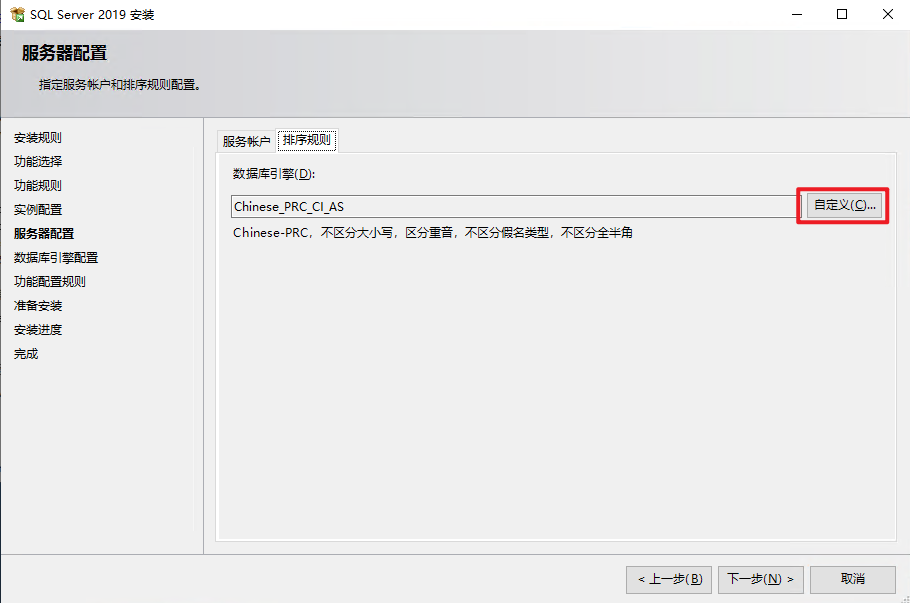 SQL Server 2019 安装
服务器配置
指定服务帐户和排序规则配置。
安装规则
功能选择
功能规则
实例配置
服务器配置
数据库引擎配置
功能配置规则
准备安装
安装进度
完成
服务帐户 排序规则
数据库引擎(D):
Chinese_PRC_CI_AS 自定义(C)...
Chinese-PRC，不区分大小写，区分重音，不区分假名类型，不区分全半角
< 上一步(B) 下一步(N) > 取消